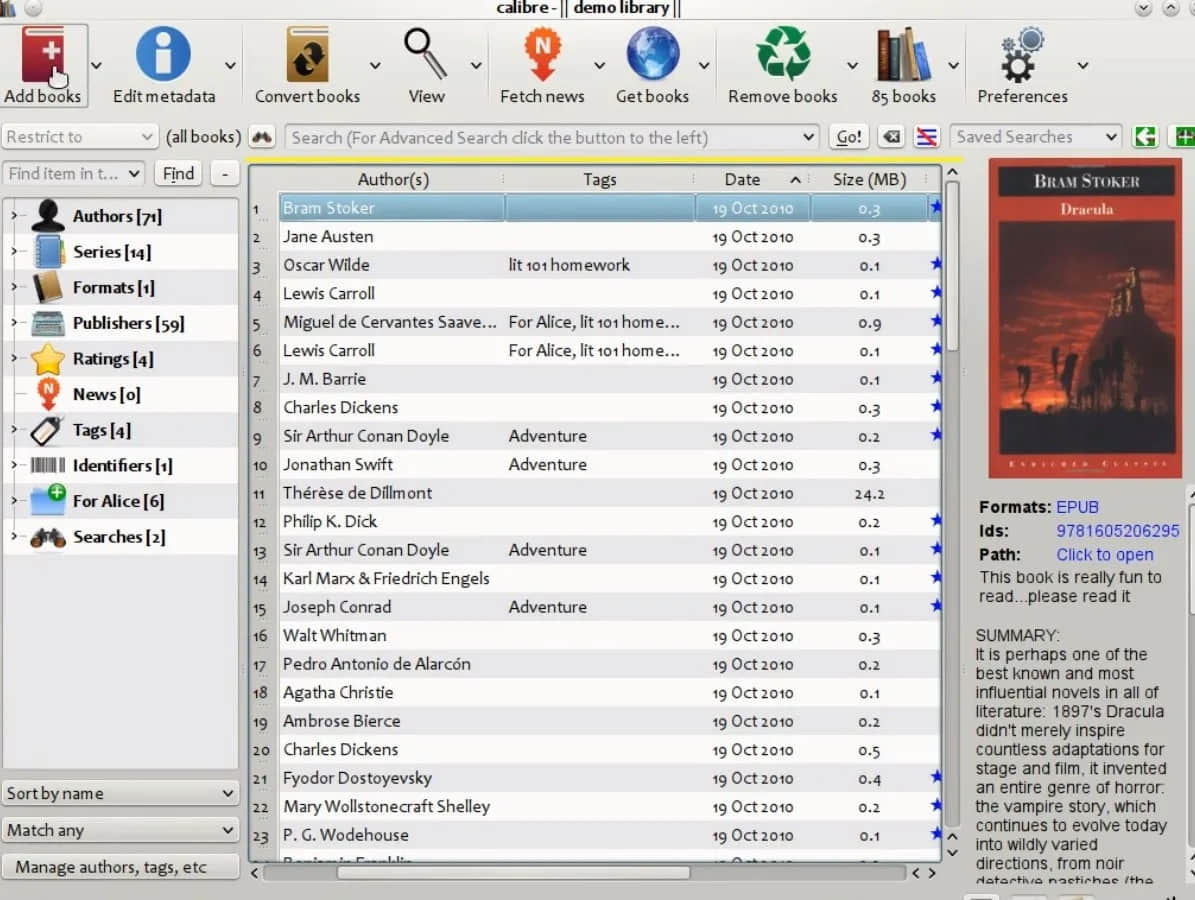 calibre - || demo library ||
Add books Edit metadata Convert books View Fetch news Get books Remove books 85 books Preferences
Restrict to (all books) Search (For Advanced Search click the button to the left) Go! Saved Searches
Find item in t... Find -
Authors [71]
Series [14]
Formats [1]
Publishers [59]
Ratings [4]
News [0]
Tags [4]
Identifiers [1]
For Alice [6]
Searches [2]
Sort by name
Match any
Manage authors, tags, etc
Author(s) Tags Date Size (MB)
1 Bram Stoker 19 Oct 2010 0.3
2 Jane Austen 19 Oct 2010 0.3
3 Oscar Wilde lit 101 homework 19 Oct 2010 0.1
4 Lewis Carroll 19 Oct 2010 0.1
5 Miguel de Cervantes Saave... For Alice, lit 101 home... 19 Oct 2010 0.9
6 Lewis Carroll For Alice, lit 101 home... 19 Oct 2010 0.1
7 J. M. Barrie 19 Oct 2010 0.1
8 Charles Dickens 19 Oct 2010 0.3
9 Sir Arthur Conan Doyle Adventure 19 Oct 2010 0.2
10 Jonathan Swift Adventure 19 Oct 2010 0.3
11 Thérèse de Dillmont 19 Oct 2010 24.2
12 Philip K. Dick 19 Oct 2010 0.2
13 Sir Arthur Conan Doyle Adventure 19 Oct 2010 0.1
14 Karl Marx & Friedrich Engels 19 Oct 2010 0.1
15 Joseph Conrad Adventure 19 Oct 2010 0.1
16 Walt Whitman 19 Oct 2010 0.3
17 Pedro Antonio de Alarcón 19 Oct 2010 0.2
18 Agatha Christie 19 Oct 2010 0.1
19 Ambrose Bierce 19 Oct 2010 0.2
20 Charles Dickens 19 Oct 2010 0.5
21 Fyodor Dostoyevsky 19 Oct 2010 0.4
22 Mary Wollstonecraft Shelley 19 Oct 2010 0.2
23 P. G. Wodehouse 19 Oct 2010 0.1
Benjamin Franklin
BRAM STOKER
Dracula
ENRICHED CLASSICS
Formats: EPUB
Ids: 9781605206295
Path: Click to open
This book is really fun to
read...please read it
SUMMARY:
It is perhaps one of the
best known and most
influential novels in all of
literature: 1897's Dracula
didn't merely inspire
countless adaptations for
stage and film, it invented
an entire genre of horror:
the vampire story, which
continues to evolve today
into wildly varied
directions, from noir
detective pastiches (the